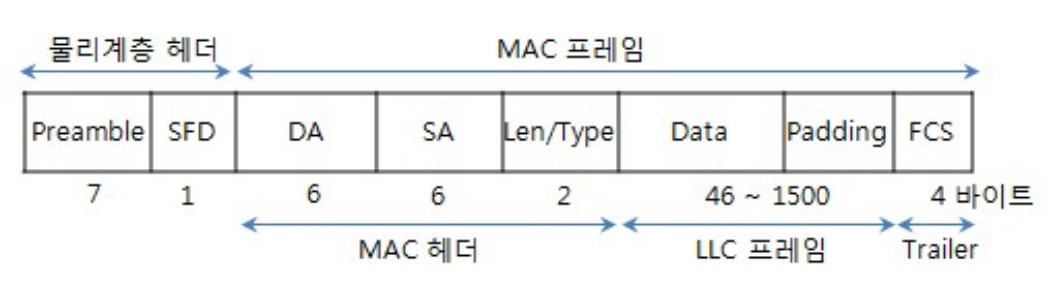 물리계층 헤더 MAC 프레임
Preamble SFD DA SA Len/Type Data Padding FCS
7 1 6 6 2 46 ~ 1500 4 바이트
MAC 헤더 LLC 프레임 Trailer